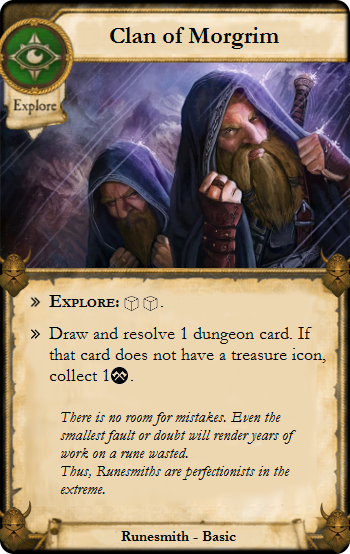 Clan of Morgrim
Explore
» EXPLORE: .
» Draw and resolve 1 dungeon card. If
that card does not have a treasure icon,
collect 1.
There is no room for mistakes. Even the
smallest fault or doubt will render years of
work on a rune wasted.
Thus, Runesmiths are perfectionists in the
extreme.
Runesmith - Basic